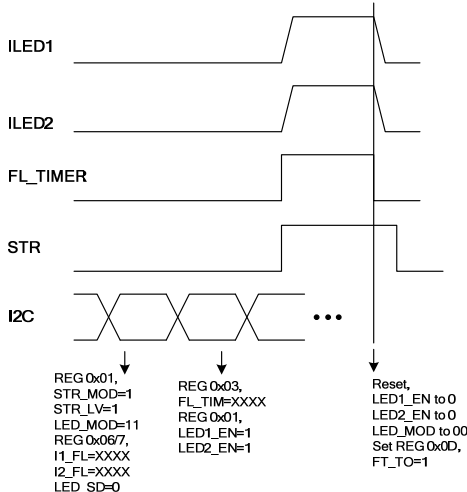 ILED1
ILED2
FL_TIMER
STR
I2C
REG 0x01,
STR_MOD=1
STR_LV=1
LED_MOD=11
REG 0x06/7,
I1_FL=XXXX
I2_FL=XXXX
LED_SD=0
REG 0x03,
FL_TIM=XXXX
REG 0x01,
LED1_EN=1
LED2_EN=1
Reset,
LED1_EN to 0
LED2_EN to 0
LED_MOD to 00
Set REG 0x0D,
FT_TO=1